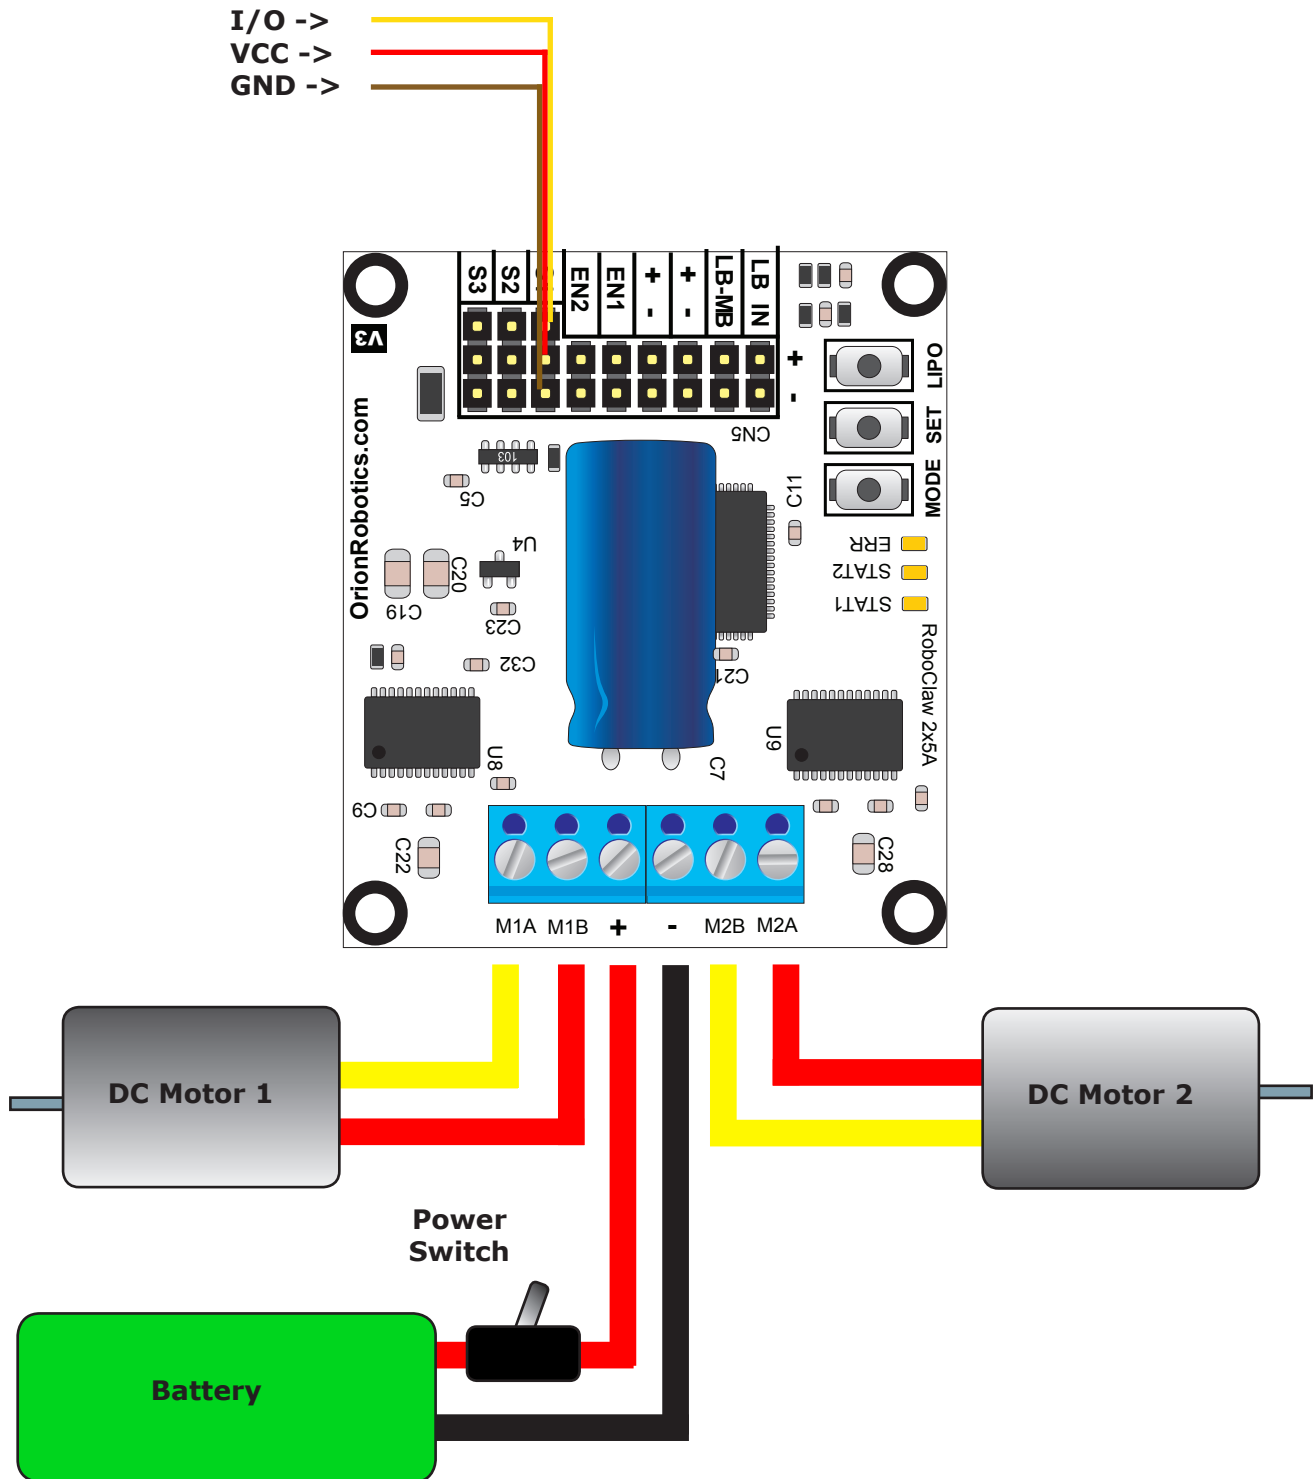 I/O ->
VCC ->
GND ->
S3
S2
EN2
EN1
+ -
+ -
LB-MB
LB IN
V3
+
-
LIPO
SET
MODE
CN5
OrionRobotics.com
103
C5
C11
U4
ERR
STAT2
STAT1
C20
C19
C23
C32
C21
RoboClaw 2x5A
U8
U9
C7
C9
C22
C28
M1A M1B + - M2B M2A
DC Motor 1
DC Motor 2
Power
Switch
Battery